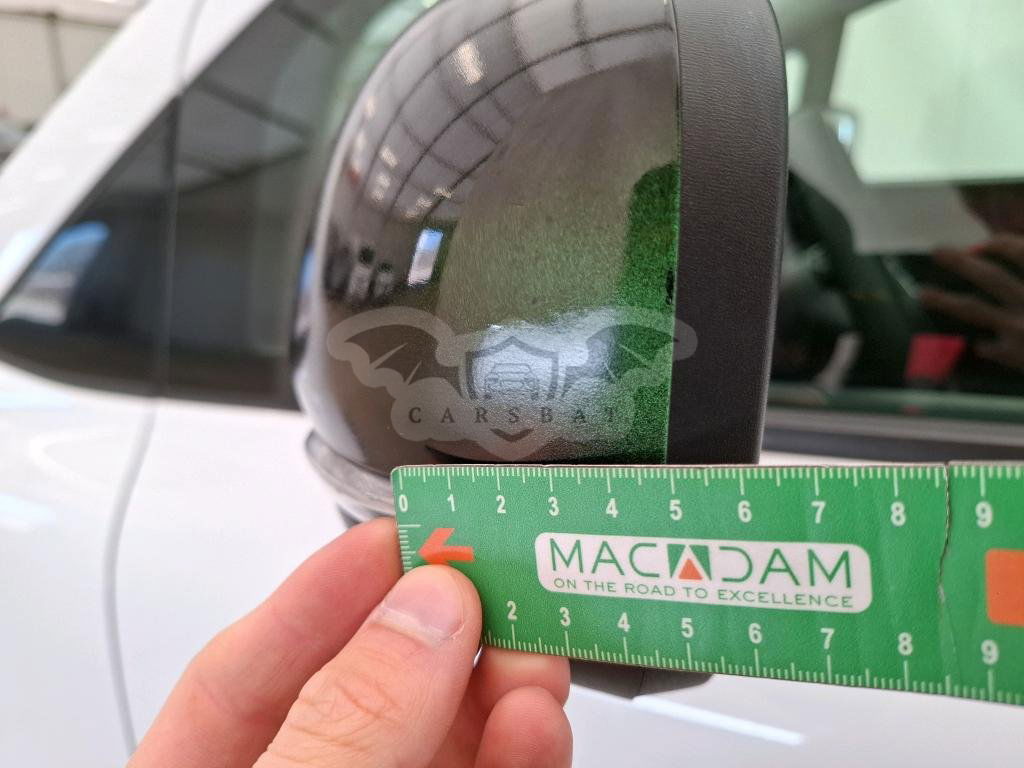 CARSBAT
0 1 2 3 4 5 6 7 8 9
MACADAM
ON THE ROAD TO EXCELLENCE
2 3 4 5 6 7 8 9